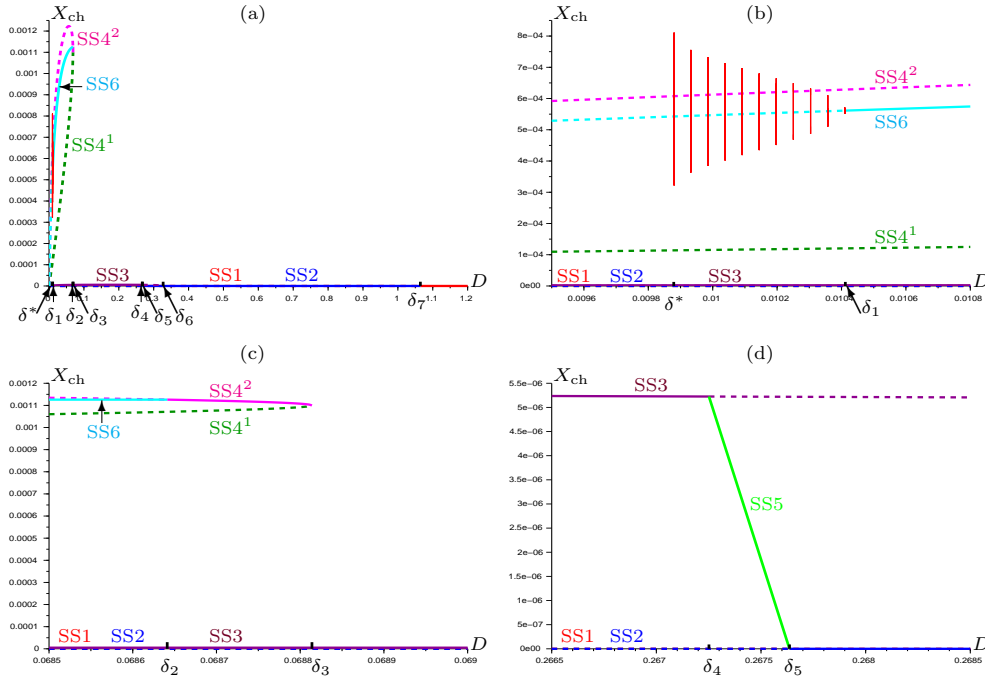 X_ch (a)
0.0012
0.0011
0.001
0.0009
0.0008
0.0007
0.0006
0.0005
0.0004
0.0003
0.0002
0.0001
0
SS4²
SS6
SS4¹
SS3 SS1 SS2 D
0.1 0.2 0.3 0.4 0.5 0.6 0.7 0.8 0.9 1 1.1 1.2
δ* δ₁ δ₂ δ₃ δ₄ δ₅ δ₆ δ₇
X_ch (b)
8e−04
7e−04
6e−04
5e−04
4e−04
3e−04
2e−04
1e−04
0e00
SS4²
SS6
SS4¹
SS1 SS2 SS3 D
0.0096 0.0098 0.01 0.0102 0.0104 0.0106 0.0108
δ* δ₁
X_ch (c)
0.0012
0.0011
0.001
0.0009
0.0008
0.0007
0.0006
0.0005
0.0004
0.0003
0.0002
0.0001
0
SS4²
SS6 SS4¹
SS1 SS2 SS3 D
0.0685 0.0686 0.0687 0.0688 0.0689 0.069
δ₂ δ₃
X_ch (d)
5.5e−06
5e−06
4.5e−06
4e−06
3.5e−06
3e−06
2.5e−06
2e−06
1.5e−06
1e−06
5e−07
0e00
SS3
SS5
SS1 SS2 D
0.2665 0.267 0.2675 0.268 0.2685
δ₄ δ₅